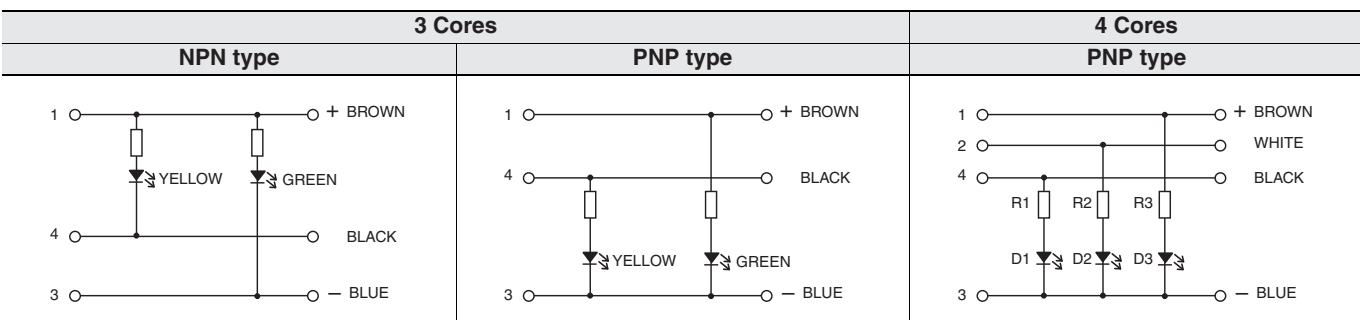 3 Cores
4 Cores
NPN type
PNP type
PNP type
1
+ BROWN
YELLOW
GREEN
4
BLACK
3
− BLUE
1
+ BROWN
4
BLACK
YELLOW
GREEN
3
− BLUE
1
+ BROWN
2
WHITE
4
BLACK
R1 R2 R3
D1 D2 D3
3
− BLUE